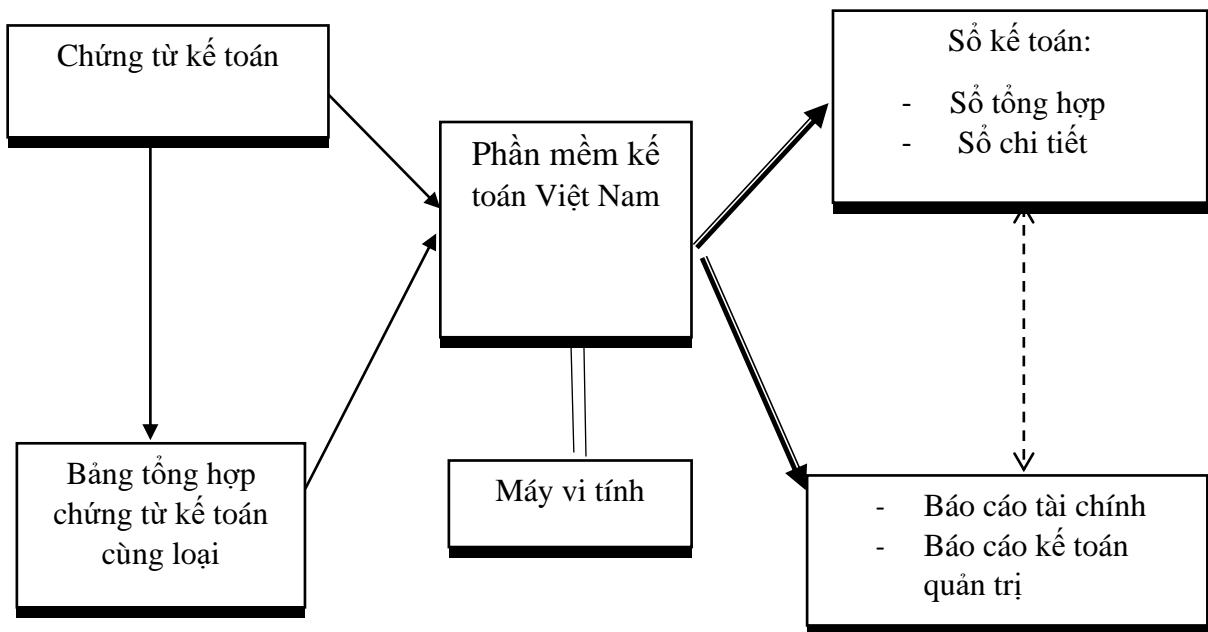 Chứng từ kế toán
Sổ kế toán:
- Sổ tổng hợp
- Sổ chi tiết
Phần mềm kế
toán Việt Nam
Bảng tổng hợp
chứng từ kế toán
cùng loại
Máy vi tính
- Báo cáo tài chính
- Báo cáo kế toán
quản trị